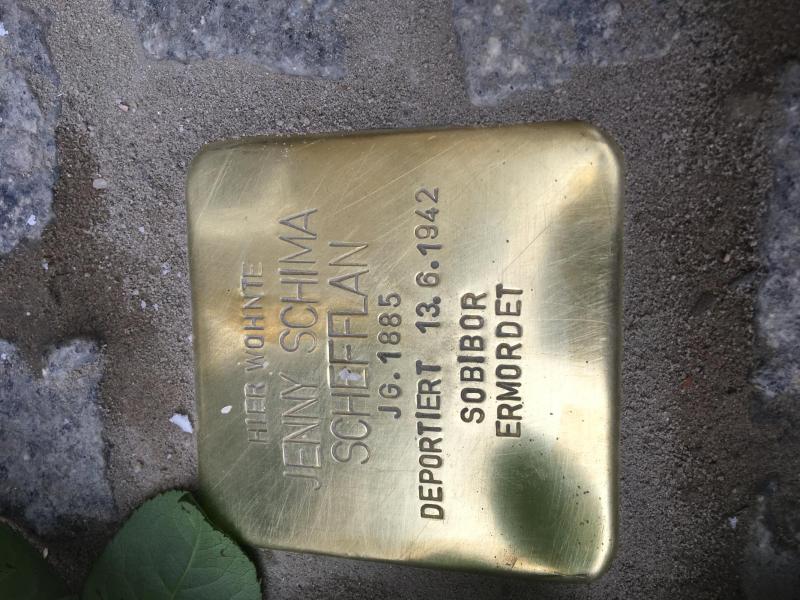 HIER WOHNTE
JENNY SCHIMA
SCHEFFLAN
JG. 1885
DEPORTIERT 13.6.1942
SOBIBOR
ERMORDET